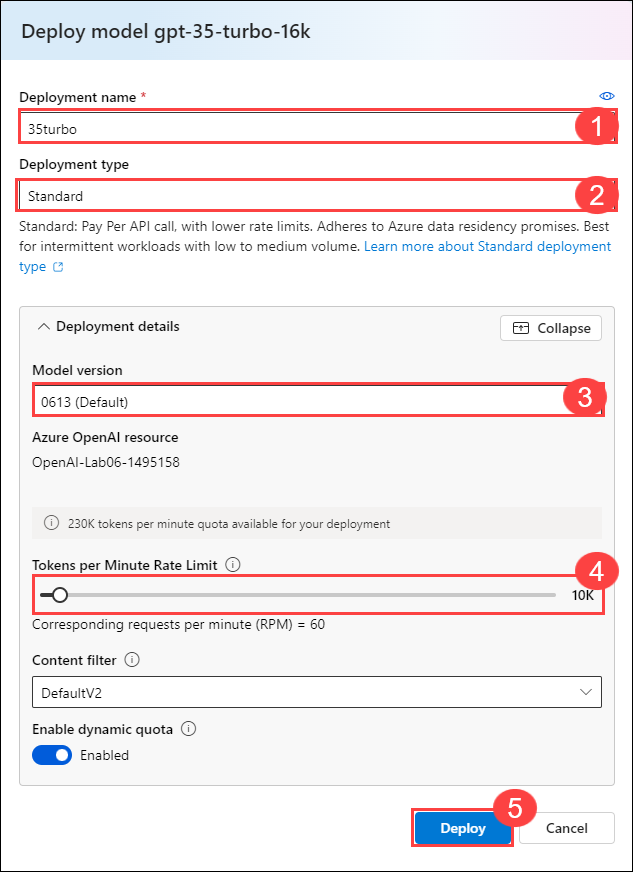 Deploy model gpt-35-turbo-16k
Deployment name *
35turbo
1
Deployment type
Standard
2
Standard: Pay Per API call, with lower rate limits. Adheres to Azure data residency promises. Best
for intermittent workloads with low to medium volume. Learn more about Standard deployment
type
Deployment details
Collapse
Model version
0613 (Default)
3
Azure OpenAI resource
OpenAI-Lab06-1495158
230K tokens per minute quota available for your deployment
Tokens per Minute Rate Limit
4
10K
Corresponding requests per minute (RPM) = 60
Content filter
DefaultV2
Enable dynamic quota
Enabled
5
Deploy
Cancel